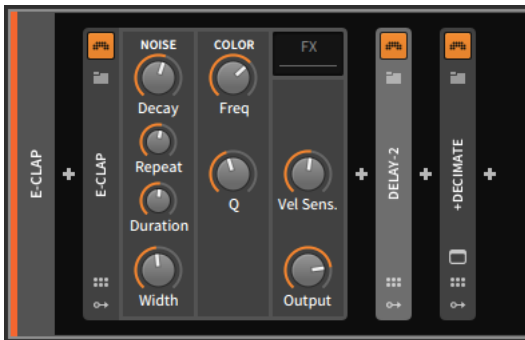 E-CLAP
E-CLAP
NOISE
Decay
Repeat
Duration
Width
COLOR
Freq
Q
FX
Vel Sens.
Output
DELAY-2
+DECIMATE